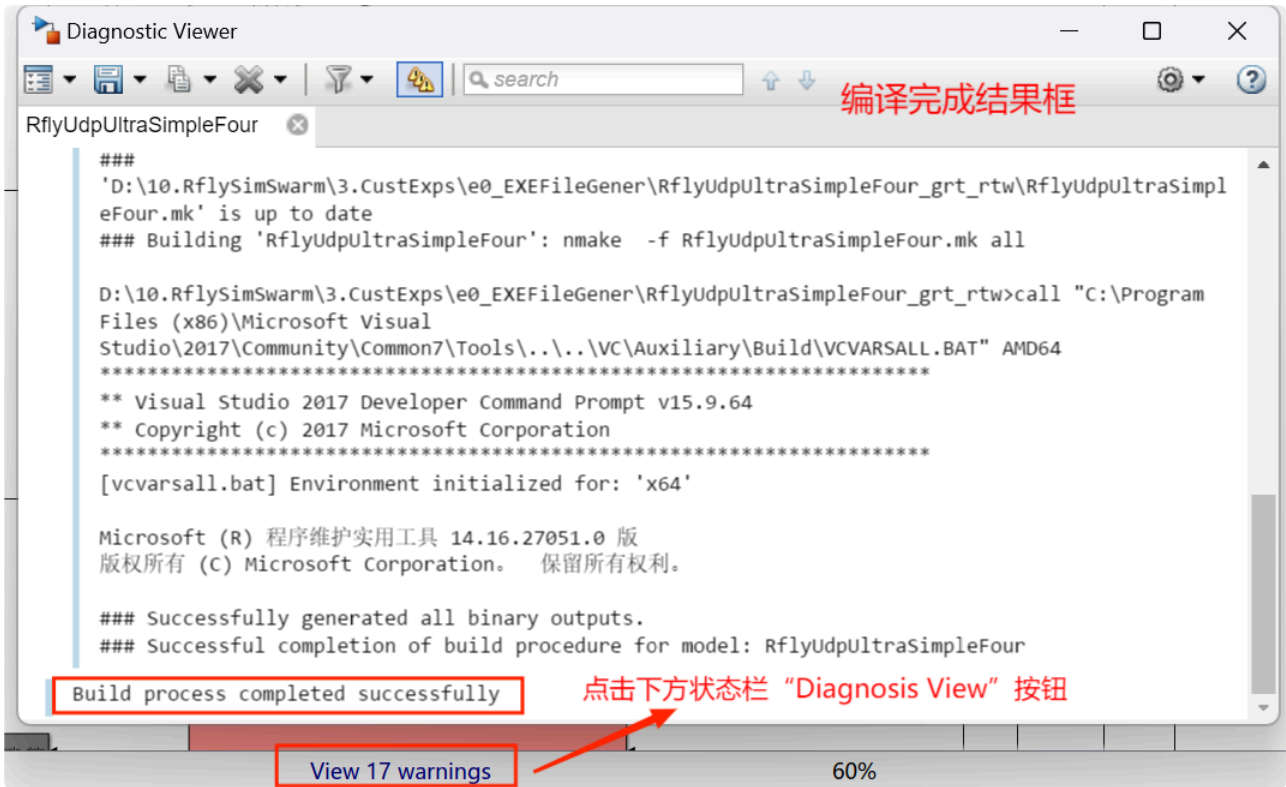 Diagnostic Viewer
search
编译完成结果框
RflyUdpUltraSimpleFour
###
'D:\10.RflySimSwarm\3.CustExps\e0_EXEFileGener\RflyUdpUltraSimpleFour_grt_rtw\RflyUdpUltraSimpl
eFour.mk' is up to date
### Building 'RflyUdpUltraSimpleFour': nmake  -f RflyUdpUltraSimpleFour.mk all
D:\10.RflySimSwarm\3.CustExps\e0_EXEFileGener\RflyUdpUltraSimpleFour_grt_rtw>call "C:\Program
Files (x86)\Microsoft Visual
Studio\2017\Community\Common7\Tools\..\..\VC\Auxiliary\Build\VCVARSALL.BAT" AMD64
**********************************************************************
** Visual Studio 2017 Developer Command Prompt v15.9.64
** Copyright (c) 2017 Microsoft Corporation
**********************************************************************
[vcvarsall.bat] Environment initialized for: 'x64'
Microsoft (R) 程序维护实用工具 14.16.27051.0 版
版权所有 (C) Microsoft Corporation。  保留所有权利。
### Successfully generated all binary outputs.
### Successful completion of build procedure for model: RflyUdpUltraSimpleFour
Build process completed successfully
点击下方状态栏“Diagnosis View”按钮
View 17 warnings
60%